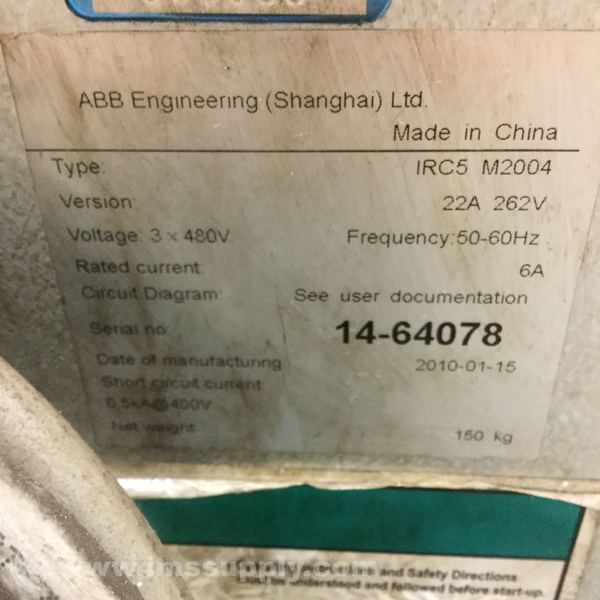 ABB Engineering (Shanghai) Ltd.
Made in China
Type: IRC5 M2004
Version: 22A 262V
Voltage: 3 x 480V Frequency:50-60Hz
Rated current: 6A
Circuit Diagram: See user documentation
Serial no: 14-64078
Date of manufacturing 2010-01-15
Short circuit current
6,5kA@400V
Net weight 150 kg
and Safety Directions
be understood and followed before start-up.
www.imssupply.com